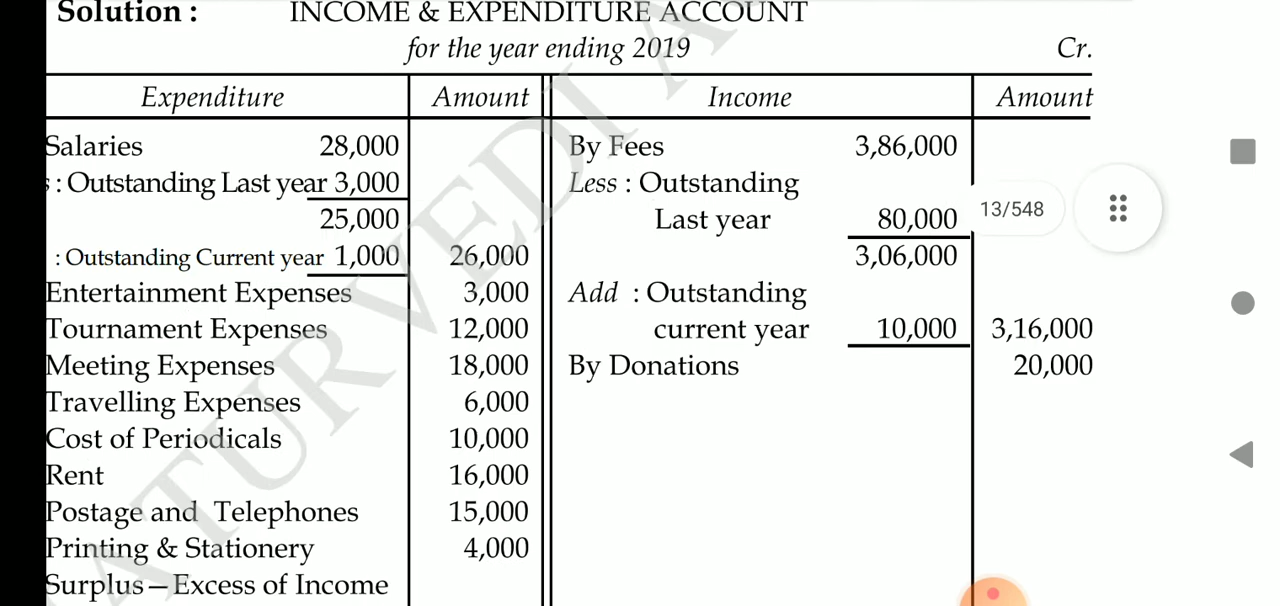 Solution : INCOME & EXPENDITURE ACCOUNT
for the year ending 2019 Cr.
Expenditure Amount Income Amount
Salaries 28,000 By Fees 3,86,000
: Outstanding Last year 3,000 Less : Outstanding
25,000 Last year 80,000
13/548
: Outstanding Current year 1,000 26,000 3,06,000
Entertainment Expenses 3,000 Add : Outstanding
Tournament Expenses 12,000 current year 10,000 3,16,000
Meeting Expenses 18,000 By Donations 20,000
Travelling Expenses 6,000
Cost of Periodicals 10,000
Rent 16,000
Postage and Telephones 15,000
Printing & Stationery 4,000
Surplus—Excess of Income
ATURVEDI A